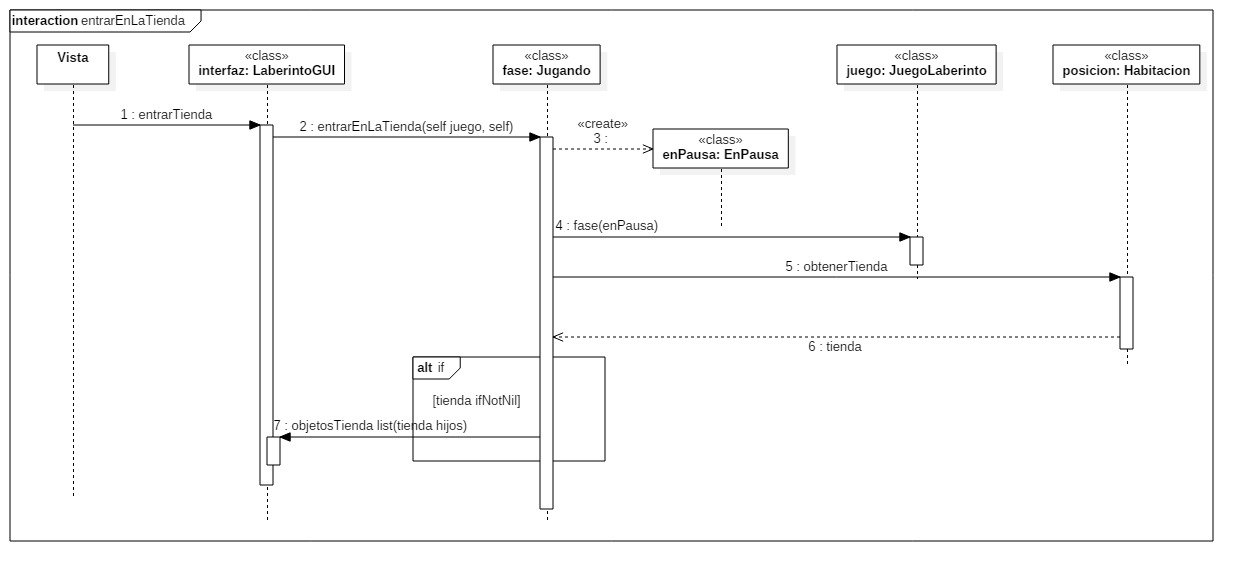 interaction entrarEnLaTienda
Vista
«class»
interfaz: LaberintoGUI
«class»
fase: Jugando
«class»
juego: JuegoLaberinto
«class»
posicion: Habitacion
1 : entrarTienda
2 : entrarEnLaTienda(self juego, self)
«create»
3 :
«class»
enPausa: EnPausa
4 : fase(enPausa)
5 : obtenerTienda
6 : tienda
alt if
[tienda ifNotNil]
7 : objetosTienda list(tienda hijos)